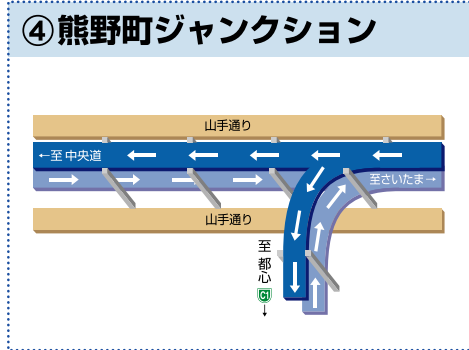 ④熊野町ジャンクション
山手通り
←至 中央道
至さいたま→
山手通り
至 都心
C1
↓